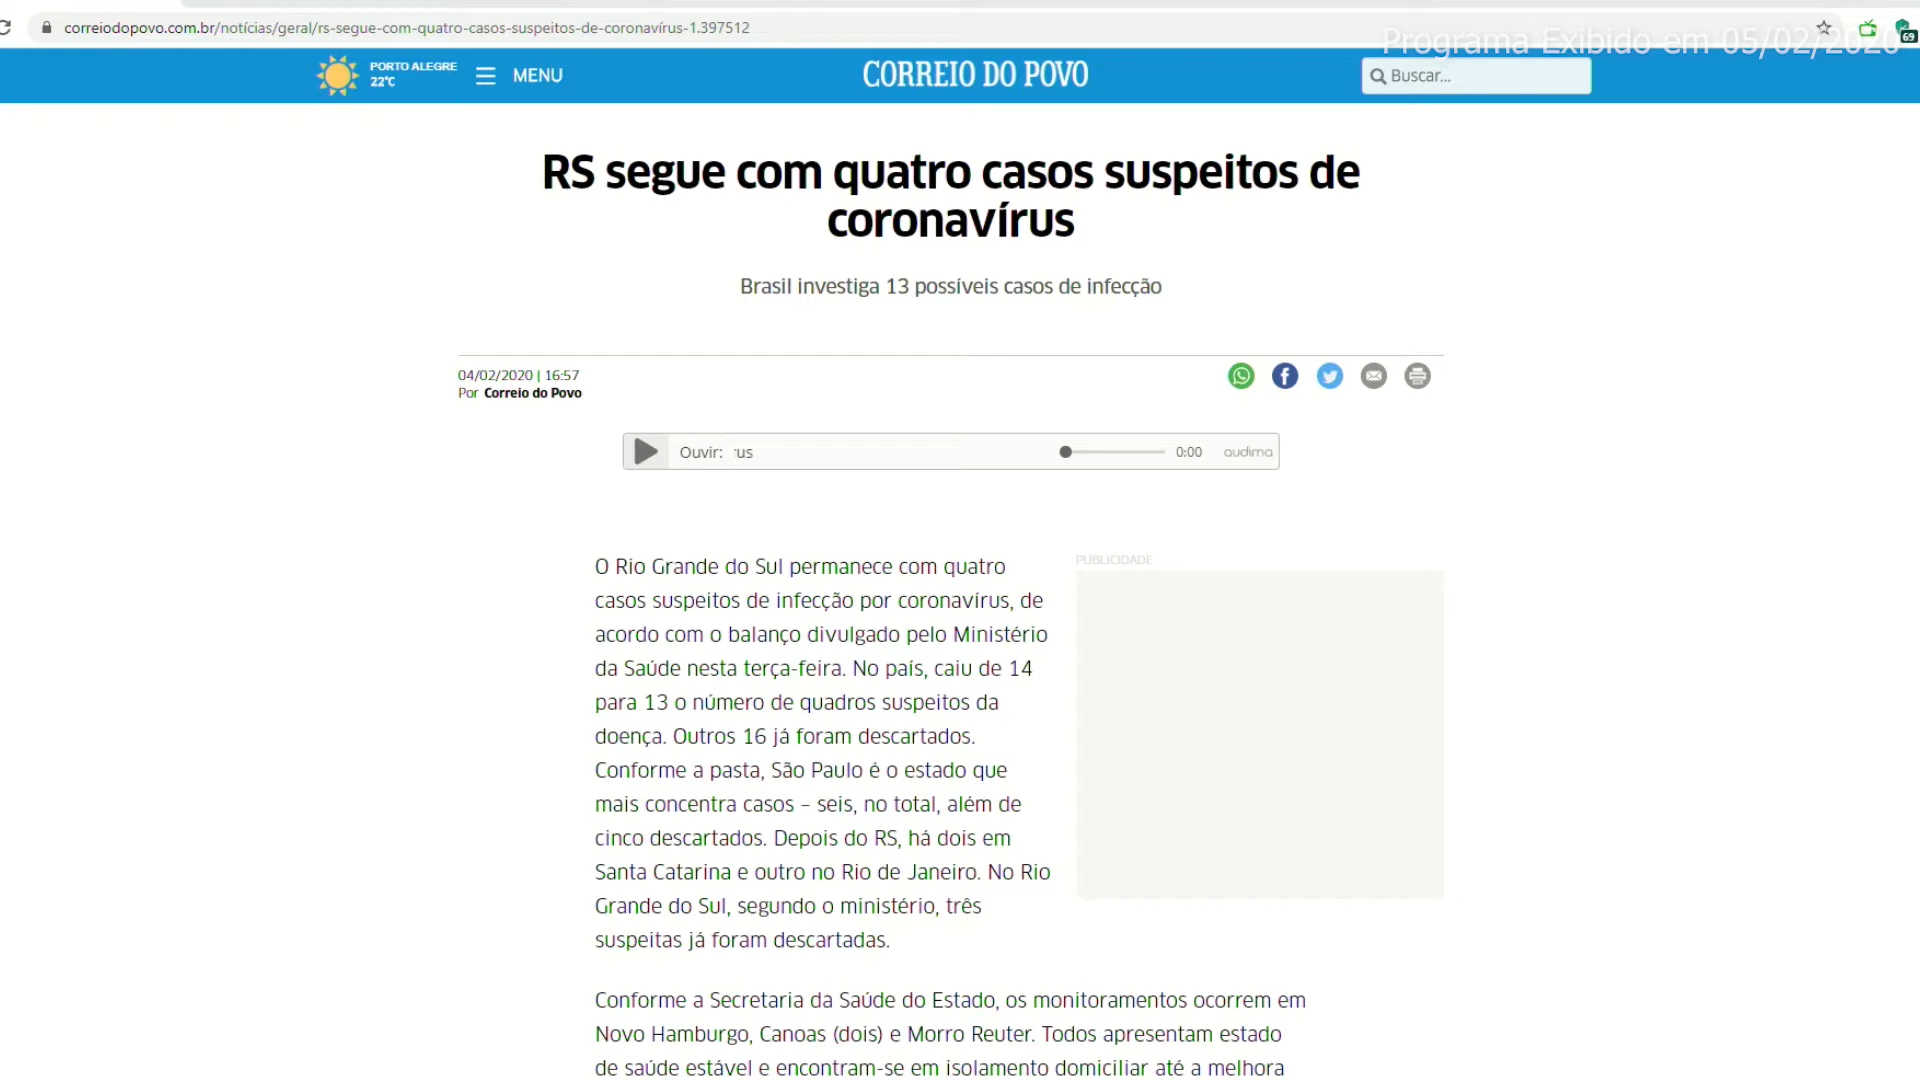 correiodopovo.com.br/notícias/geral/rs-segue-com-quatro-casos-suspeitos-de-coronavírus-1.397512
Programa Exibido em 05/02/2020
69
PORTO ALEGRE
22°C
MENU
CORREIO DO POVO
Buscar...
RS segue com quatro casos suspeitos de
coronavírus
Brasil investiga 13 possíveis casos de infecção
04/02/2020 | 16:57
Por Correio do Povo
Ouvir: rus
0:00
audima
PUBLICIDADE
O Rio Grande do Sul permanece com quatro
casos suspeitos de infecção por coronavírus, de
acordo com o balanço divulgado pelo Ministério
da Saúde nesta terça-feira. No país, caiu de 14
para 13 o número de quadros suspeitos da
doença. Outros 16 já foram descartados.
Conforme a pasta, São Paulo é o estado que
mais concentra casos – seis, no total, além de
cinco descartados. Depois do RS, há dois em
Santa Catarina e outro no Rio de Janeiro. No Rio
Grande do Sul, segundo o ministério, três
suspeitas já foram descartadas.
Conforme a Secretaria da Saúde do Estado, os monitoramentos ocorrem em
Novo Hamburgo, Canoas (dois) e Morro Reuter. Todos apresentam estado
de saúde estável e encontram-se em isolamento domiciliar até a melhora